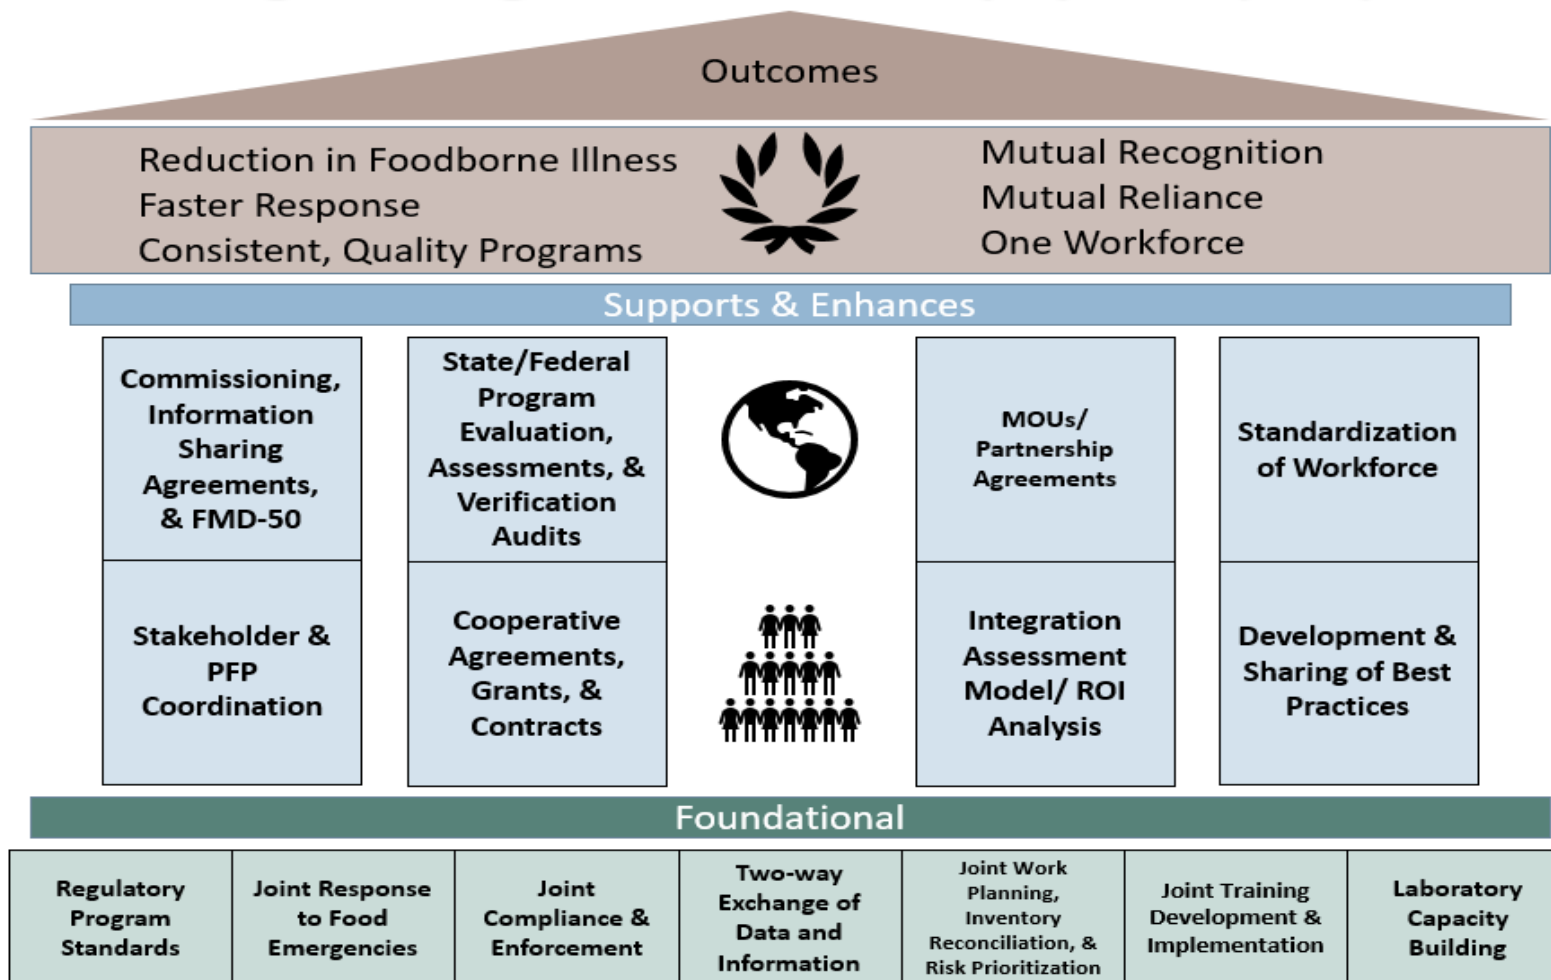 Outcomes
Reduction in Foodborne Illness
Faster Response
Consistent, Quality Programs
Mutual Recognition
Mutual Reliance
One Workforce
Supports & Enhances
Commissioning,
Information
Sharing
Agreements,
& FMD-50
State/Federal
Program
Evaluation,
Assessments, &
Verification
Audits
MOUs/
Partnership
Agreements
Standardization
of Workforce
Stakeholder &
PFP
Coordination
Cooperative
Agreements,
Grants, &
Contracts
Integration
Assessment
Model/ ROI
Analysis
Development &
Sharing of Best
Practices
Foundational
Regulatory
Program
Standards
Joint Response
to Food
Emergencies
Joint
Compliance &
Enforcement
Two-way
Exchange of
Data and
Information
Joint Work
Planning,
Inventory
Reconciliation, &
Risk Prioritization
Joint Training
Development &
Implementation
Laboratory
Capacity
Building